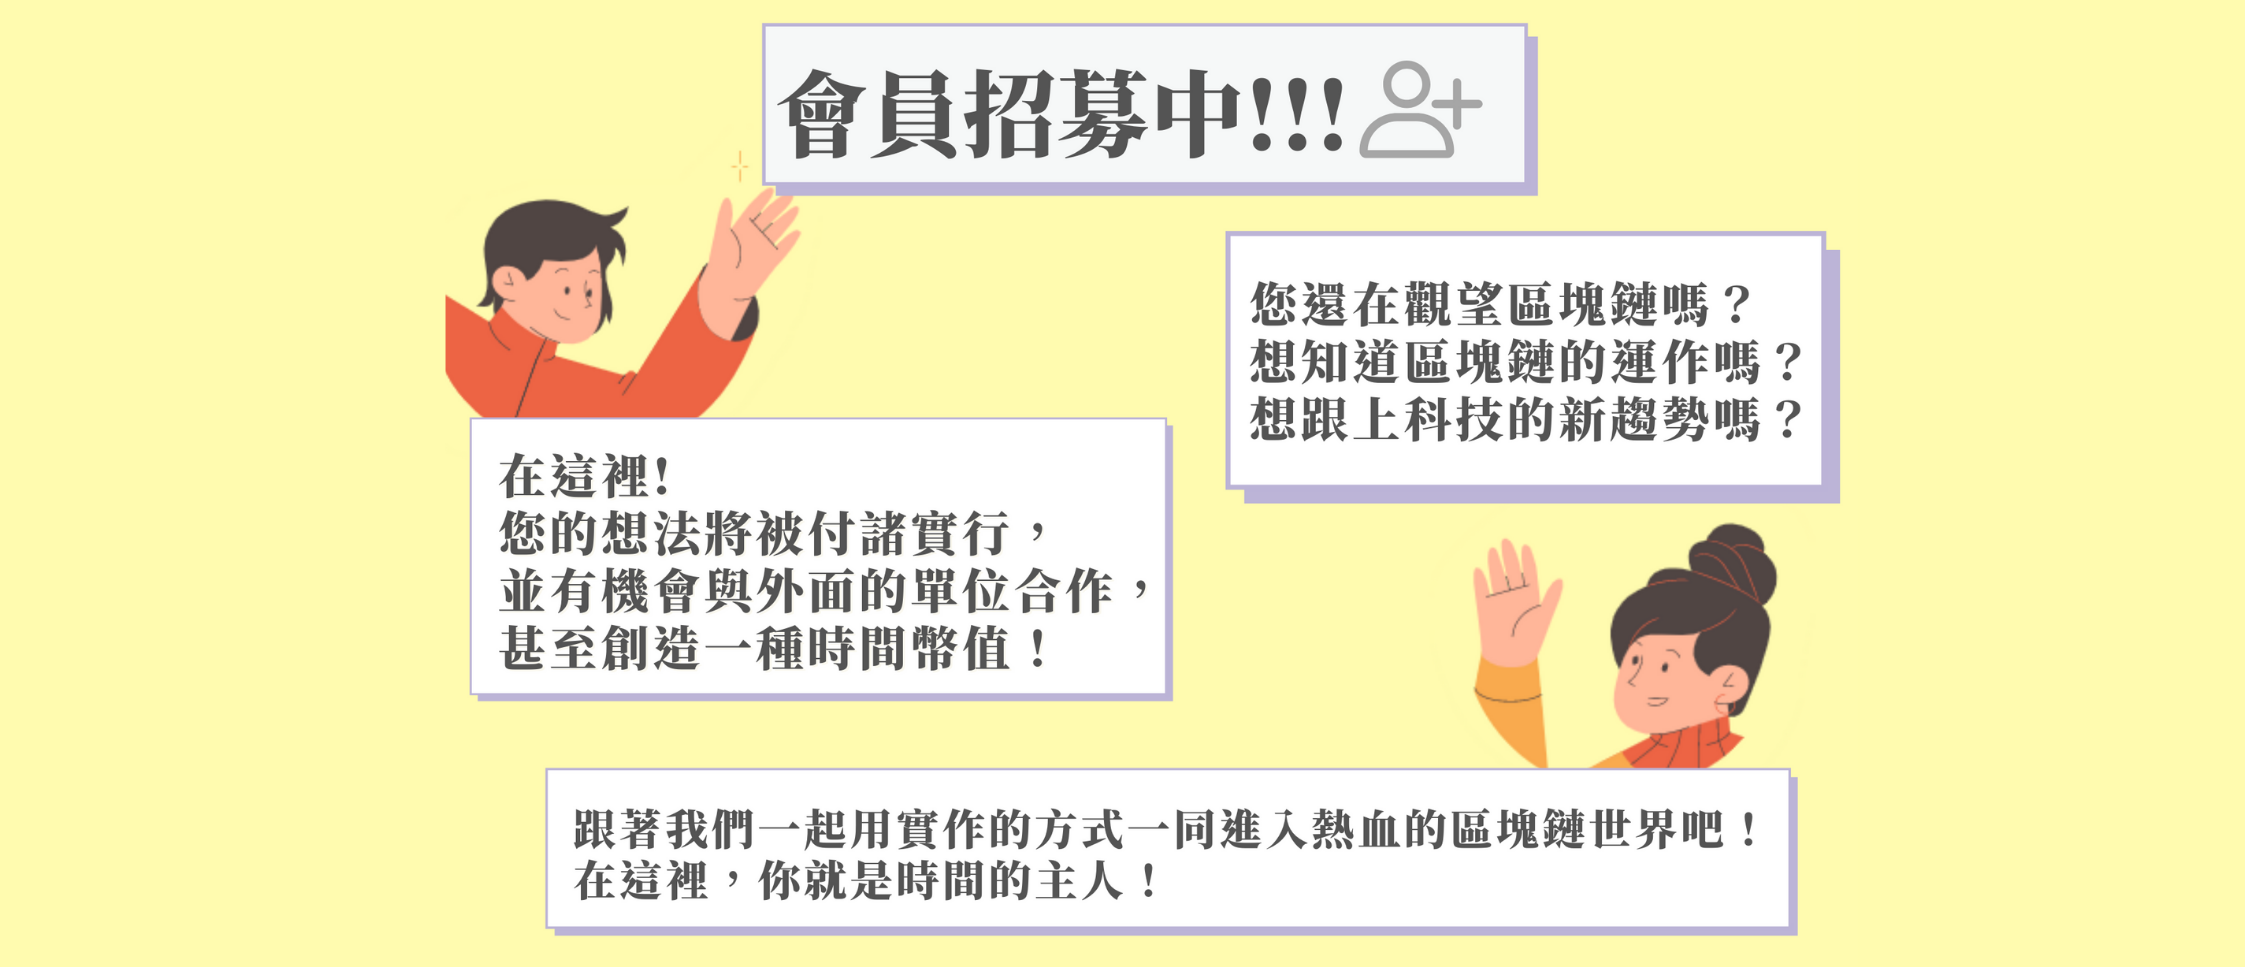 會員招募中!!!
您還在觀望區塊鏈嗎？
想知道區塊鏈的運作嗎？
想跟上科技的新趨勢嗎？
在這裡!
您的想法將被付諸實行，
並有機會與外面的單位合作，
甚至創造一種時間幣值！
跟著我們一起用實作的方式一同進入熱血的區塊鏈世界吧！
在這裡，你就是時間的主人！